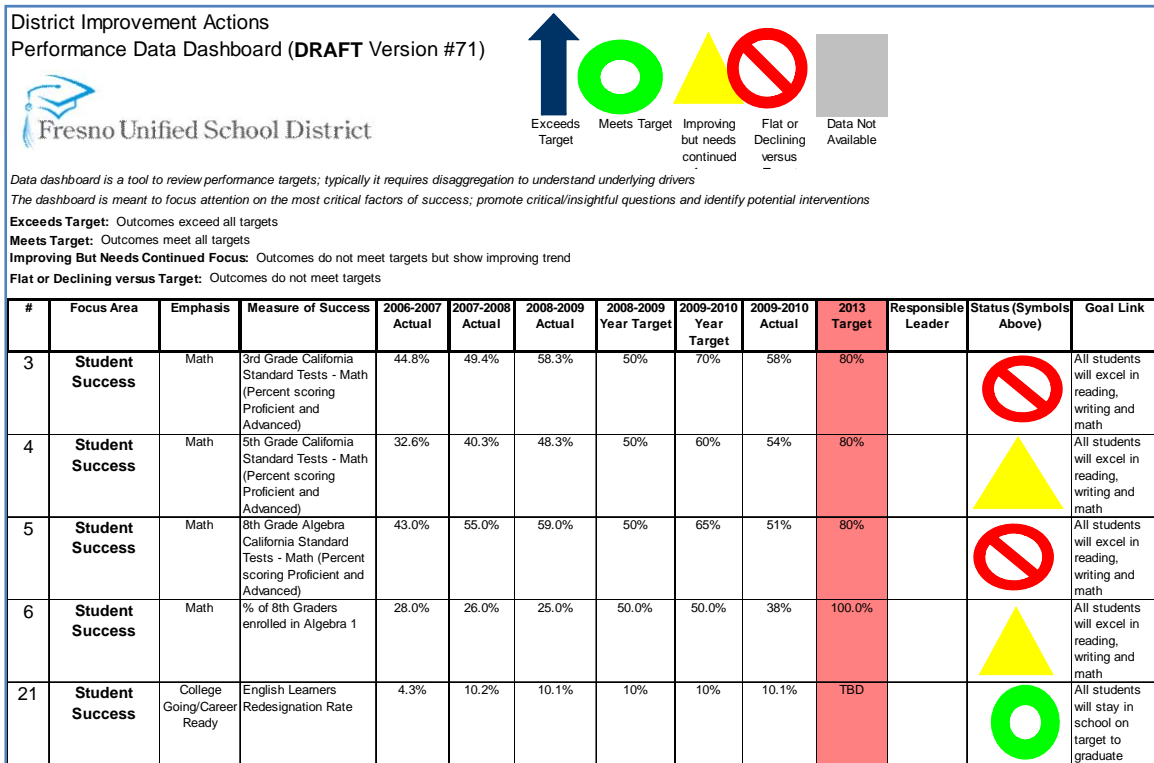 District Improvement Actions
Performance Data Dashboard (DRAFT Version #71)
Fresno Unified School District
Exceeds
Target
Meets Target
Improving
but needs
continued
Flat or
Declining
versus
Data Not
Available
Data dashboard is a tool to review performance targets; typically it requires disaggregation to understand underlying drivers
The dashboard is meant to focus attention on the most critical factors of success; promote critical/insightful questions and identify potential interventions
Exceeds Target: Outcomes exceed all targets
Meets Target: Outcomes meet all targets
Improving But Needs Continued Focus: Outcomes do not meet targets but show improving trend
Flat or Declining versus Target: Outcomes do not meet targets
# Focus Area Emphasis Measure of Success 2006-2007 2007-2008 2008-2009 2008-2009 2009-2010 2009-2010 2013 Responsible Status (Symbols Goal Link
Actual Actual Actual Year Target Year Actual Target Leader Above)
Target
3 Student Math 3rd Grade California 44.8% 49.4% 58.3% 50% 70% 58% 80% All students
Success Standard Tests - Math will excel in
(Percent scoring reading,
Proficient and writing and
Advanced) math
4 Student Math 5th Grade California 32.6% 40.3% 48.3% 50% 60% 54% 80% All students
Success Standard Tests - Math will excel in
(Percent scoring reading,
Proficient and writing and
Advanced) math
5 Student Math 8th Grade Algebra 43.0% 55.0% 59.0% 50% 65% 51% 80% All students
Success California Standard will excel in
Tests - Math (Percent reading,
scoring Proficient and writing and
Advanced) math
6 Student Math % of 8th Graders 28.0% 26.0% 25.0% 50.0% 50.0% 38% 100.0% All students
Success enrolled in Algebra 1 will excel in
reading,
writing and
math
21 Student College English Learners 4.3% 10.2% 10.1% 10% 10% 10.1% TBD All students
Success Going/Career Redesignation Rate will stay in
Ready school on
target to
graduate